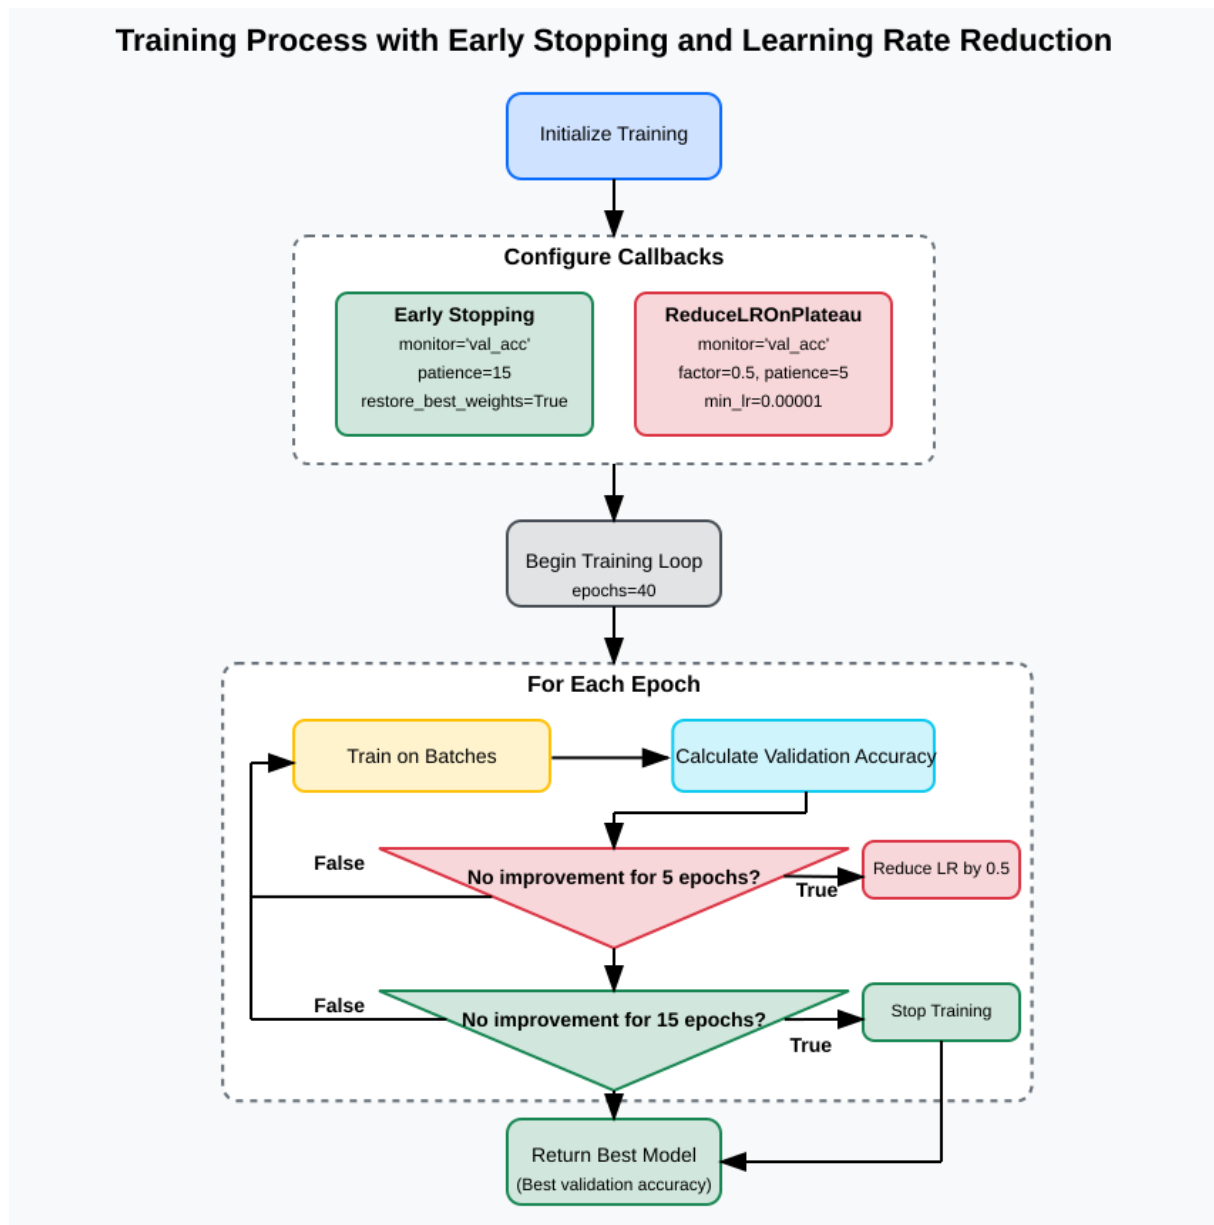 Training Process with Early Stopping and Learning Rate Reduction
Initialize Training
Configure Callbacks
Early Stopping
monitor='val_acc'
patience=15
restore_best_weights=True
ReduceLROnPlateau
monitor='val_acc'
factor=0.5, patience=5
min_lr=0.00001
Begin Training Loop
epochs=40
For Each Epoch
Train on Batches
Calculate Validation Accuracy
False
No improvement for 5 epochs?
True
Reduce LR by 0.5
False
No improvement for 15 epochs?
True
Stop Training
Return Best Model
(Best validation accuracy)